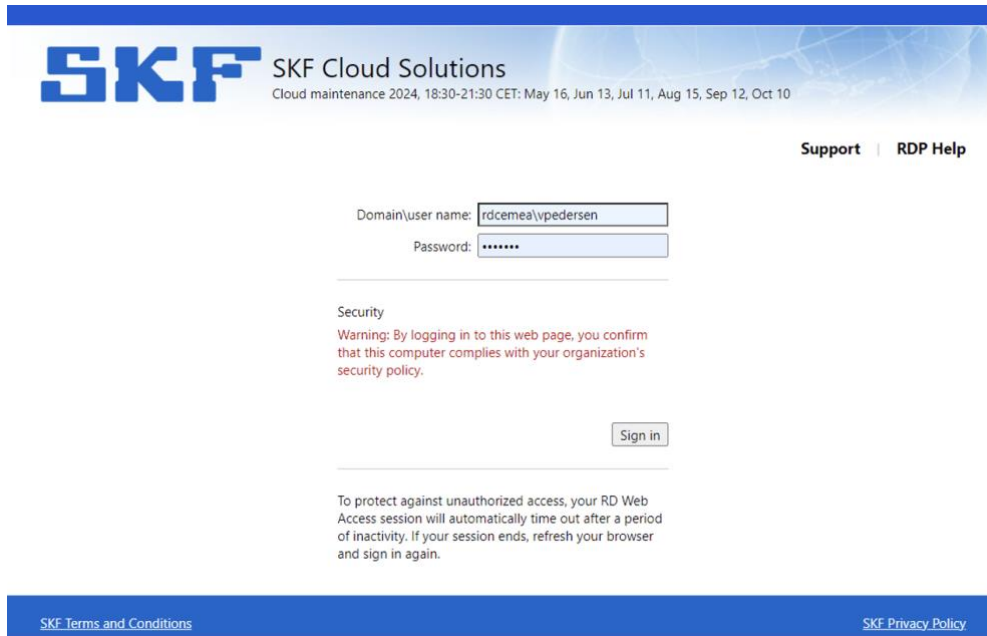 SKF
SKF Cloud Solutions
Cloud maintenance 2024, 18:30-21:30 CET: May 16, Jun 13, Jul 11, Aug 15, Sep 12, Oct 10
Support | RDP Help
Domain\user name: rdcemea\vpedersen
Password: •••••••
Security
Warning: By logging in to this web page, you confirm
that this computer complies with your organization's
security policy.
Sign in
To protect against unauthorized access, your RD Web
Access session will automatically time out after a period
of inactivity. If your session ends, refresh your browser
and sign in again.
SKF Terms and Conditions
SKF Privacy Policy